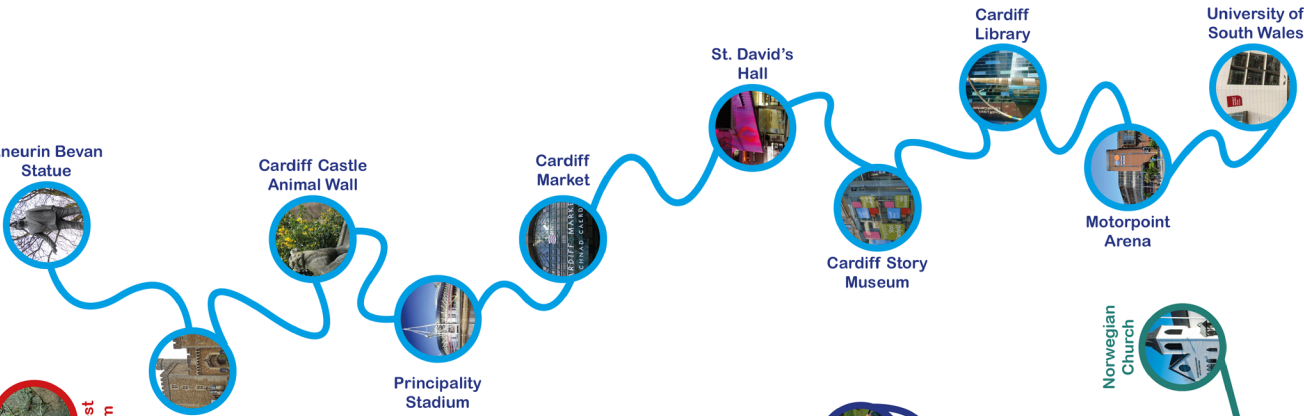 Cardiff
Library
University of
South Wales
St. David's
Hall
neurin Bevan
Statue
Cardiff Castle
Animal Wall
Cardiff
Market
Motorpoint
Arena
Cardiff Story
Museum
Principality
Stadium
Norwegian
Church
st